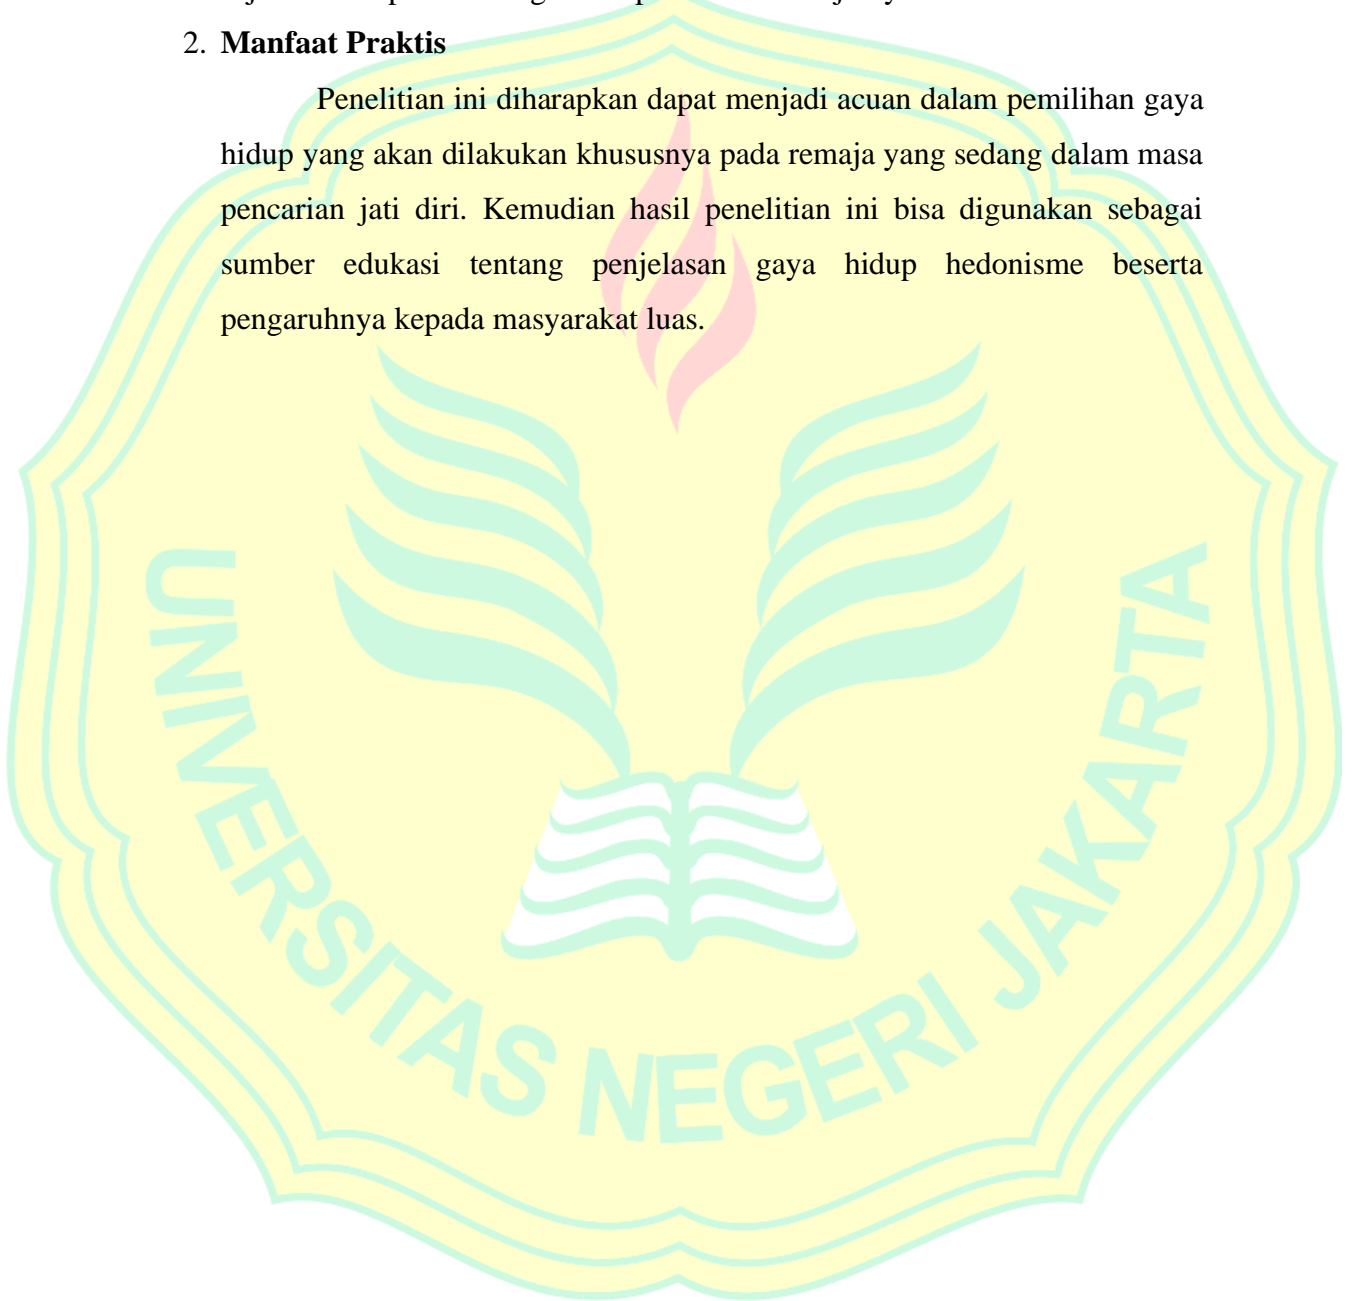 2. Manfaat Praktis
Penelitian ini diharapkan dapat menjadi acuan dalam pemilihan gaya
hidup yang akan dilakukan khususnya pada remaja yang sedang dalam masa
pencarian jati diri. Kemudian hasil penelitian ini bisa digunakan sebagai
sumber edukasi tentang penjelasan gaya hidup hedonisme beserta
pengaruhnya kepada masyarakat luas.
UNIVERSITAS NEGERI JAKARTA